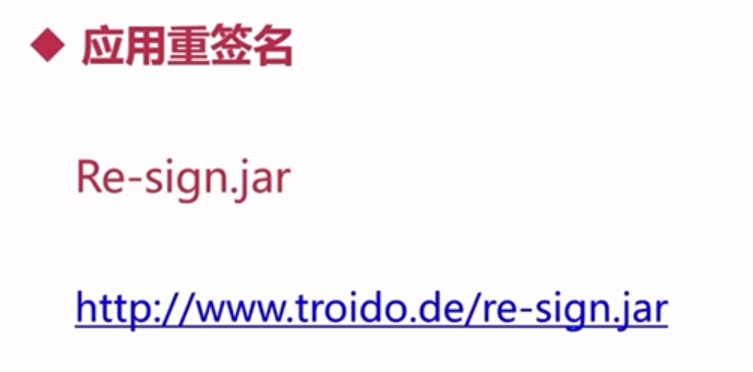 ◆ 应用重签名
Re-sign.jar
http://www.troido.de/re-sign.jar